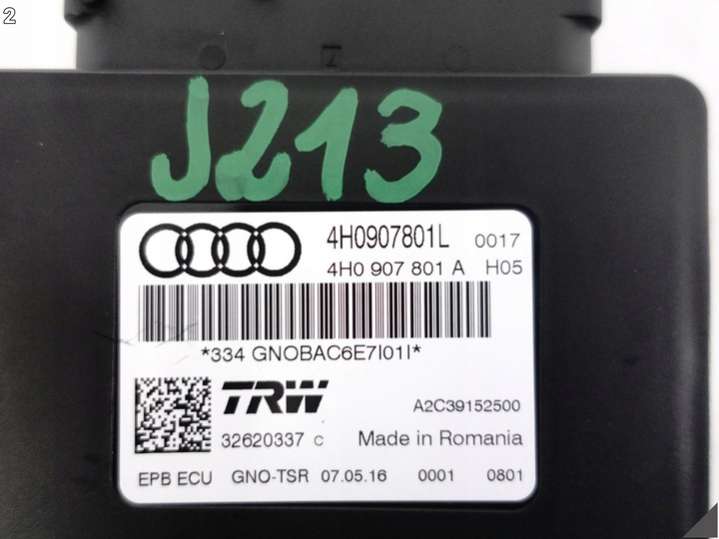 2
J213
4H0907801L 0017
4H0 907 801 A H05
*334 GNOBAC6E7I01I*
TRW
A2C39152500
32620337 c Made in Romania
EPB ECU GNO-TSR 07.05.16 0001 0801